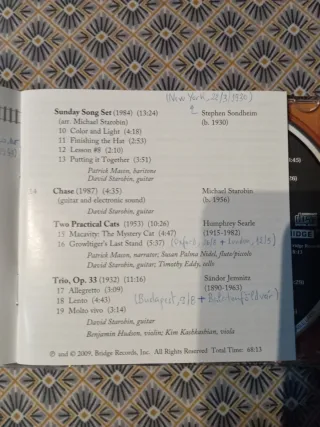 (New York, 22/3/1930)
Sunday Song Set (1984) (13:24) Stephen Sondheim
(arr. Michael Starobin) (b. 1930)
10 Color and Light (4:18)
11 Finishing the Hat (2:53)
12 Lesson #8 (2:10)
13 Putting it Together (3:51)
Patrick Mason, baritone
David Starobin, guitar
14 Chase (1987) (4:35) Michael Starobin
(guitar and electronic sound) (b. 1956)
David Starobin, guitar
Two Practical Cats (1953) (10:26) Humphrey Searle
15 Macavity: The Mystery Cat (4:47) (1915-1982)
16 Growltiger's Last Stand (5:37) (Oxford, + London,
Patrick Mason, narrator; Susan Palma Nidel, flute/piccolo
David Starobin, guitar; Timothy Eddy, cello
Trio, Op. 33 (1932) (11:16) Sándor Jemnitz
17 Allegretto (3:09) (1890-1963)
18 Lento (4:43) (Budapest, +
19 Molto vivo (3:14)
David Starobin, guitar
Benjamin Hudson, violin; Kim Kashkashian, viola
℗ and © 2009, Bridge Records, Inc. All Rights Reserved Total Time: 68:13